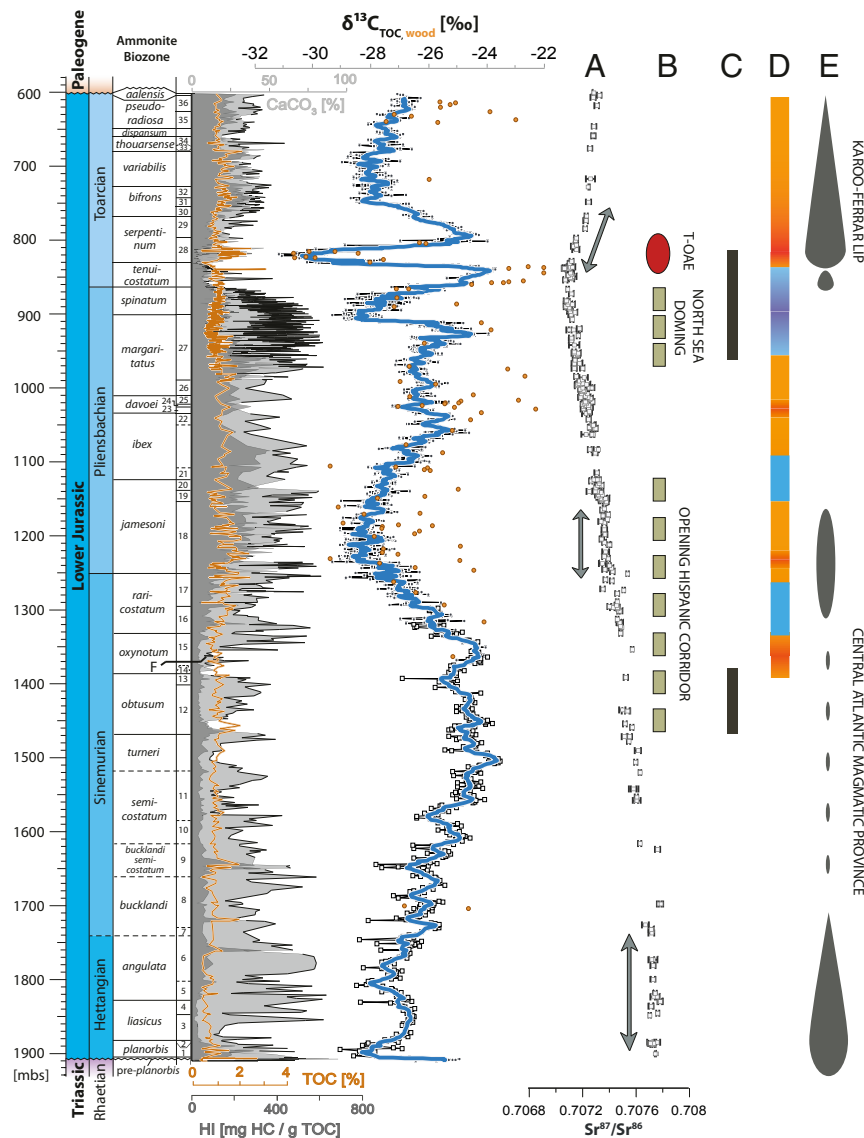 δ13CTOC, wood [‰]
Ammonite
Biozone
-32
-30
-28
-26
-24
-22
A
B
C
D
E
0
50
100
CaCO3 [%]
Paleogene
Lower Jurassic
Triassic
Toarcian
Pliensbachian
Sinemurian
Hettangian
Rhaetian
600
700
800
900
1000
1100
1200
1300
1400
1500
1600
1700
1800
1900
[mbs]
aalensis
pseudo-
radiosa
dispansum
thouarsense
variabilis
bifrons
serpenti-
num
tenui-
costatum
spinatum
margari-
tatus
davoei
ibex
jamesoni
rari-
costatum
oxynotum
F
obtusum
turneri
semi-
costatum
bucklandi
semi-
costatum
bucklandi
angulata
liasicus
planorbis
pre-planorbis
36
35
34
33
32
31
30
29
28
27
26
25
24
23
22
21
20
19
18
17
16
15
14
13
12
11
10
9
8
7
6
5
4
3
2
1
T-OAE
NORTH SEA
DOMING
OPENING HISPANIC CORRIDOR
KAROO-FERRAR LIP
CENTRAL ATLANTIC MAGMATIC PROVINCE
0
2
4
TOC [%]
0
200
400
800
HI [mg HC / g TOC]
0.7068
0.7072
0.7076
0.708
Sr87/Sr86